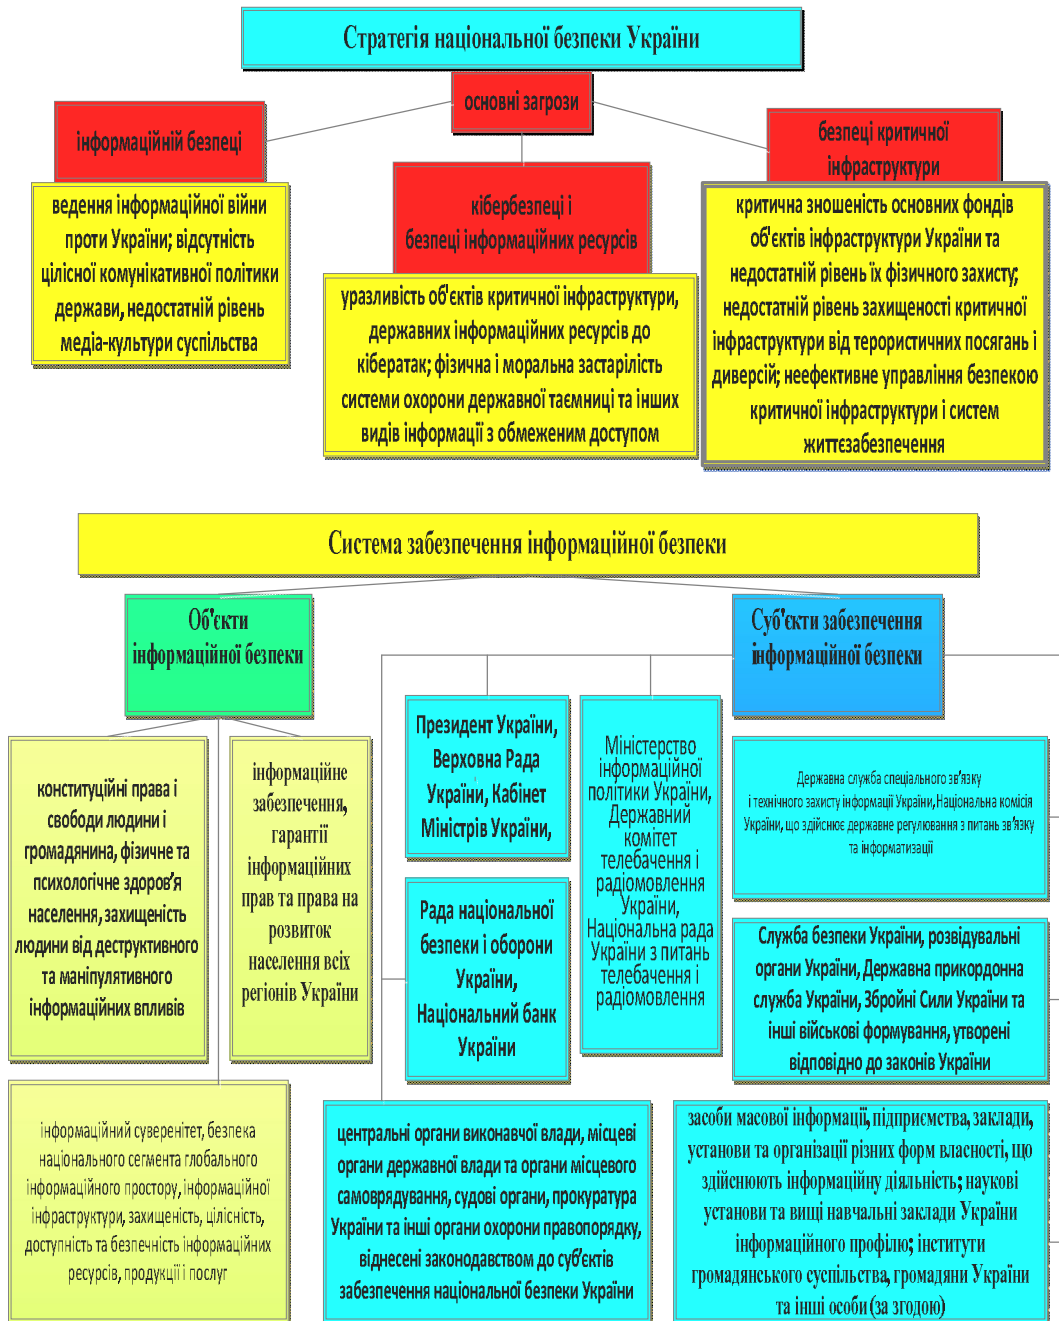 Стратегія національної безпеки України
основні загрози
інформаційній безпеці
ведення інформаційної війни
проти України; відсутність
цілісної комунікативної політики
держави, недостатній рівень
медіа-культури суспільства
кібербезпеці і
безпеці інформаційних ресурсів
уразливість об'єктів критичної інфраструктури,
державних інформаційних ресурсів до
кібератак; фізична і моральна застарілість
системи охорони державної таємниці та інших
видів інформації з обмеженим доступом
безпеці критичної
інфраструктури
критична зношеність основних фондів
об'єктів інфраструктури України та
недостатній рівень їх фізичного захисту;
недостатній рівень захищеності критичної
інфраструктури від терористичних посягань і
диверсій; неефективне управління безпекою
критичної інфраструктури і систем
життєзабезпечення
Система забезпечення інформаційної безпеки
Об'єкти
інформаційної безпеки
конституційні права і
свободи людини і
громадянина, фізичне та
психологічне здоров'я
населення, захищеність
людини від деструктивного
та маніпулятивного
інформаційних впливів
інформаційне
забезпечення,
гарантії
інформаційних
прав та права на
розвиток
населення всіх
регіонів України
інформаційний суверенітет, безпека
національного сегмента глобального
інформаційного простору, інформаційної
інфраструктури, захищеність, цілісність,
доступність та безпечність інформаційних
ресурсів, продукції і послуг
Суб'єкти забезпечення
інформаційної безпеки
Президент України,
Верховна Рада
України, Кабінет
Міністрів України,
Рада національної
безпеки і оборони
України,
Національний банк
України
Міністерство
інформаційної
політики України,
Державний
комітет
телебачення і
радіомовлення
України,
Національна рада
України з питань
телебачення і
радіомовлення
Державна служба спеціального зв'язку
і технічного захисту інформації України, Національна комісія
України, що здійснює державне регулювання з питань зв'язку
та інформатизації
Служба безпеки України, розвідувальні
органи України, Державна прикордонна
служба України, Збройні Сили України та
інші військові формування, утворені
відповідно до законів України
центральні органи виконавчої влади, місцеві
органи державної влади та органи місцевого
самоврядування, судові органи, прокуратура
України та інші органи охорони правопорядку,
віднесені законодавством до суб'єктів
забезпечення національної безпеки України
засоби масової інформації, підприємства, заклади,
установи та організації різних форм власності, що
здійснюють інформаційну діяльність; наукові
установи та вищі навчальні заклади України
інформаційного профілю; інститути
громадянського суспільства, громадяни України
та інші особи (за згодою)